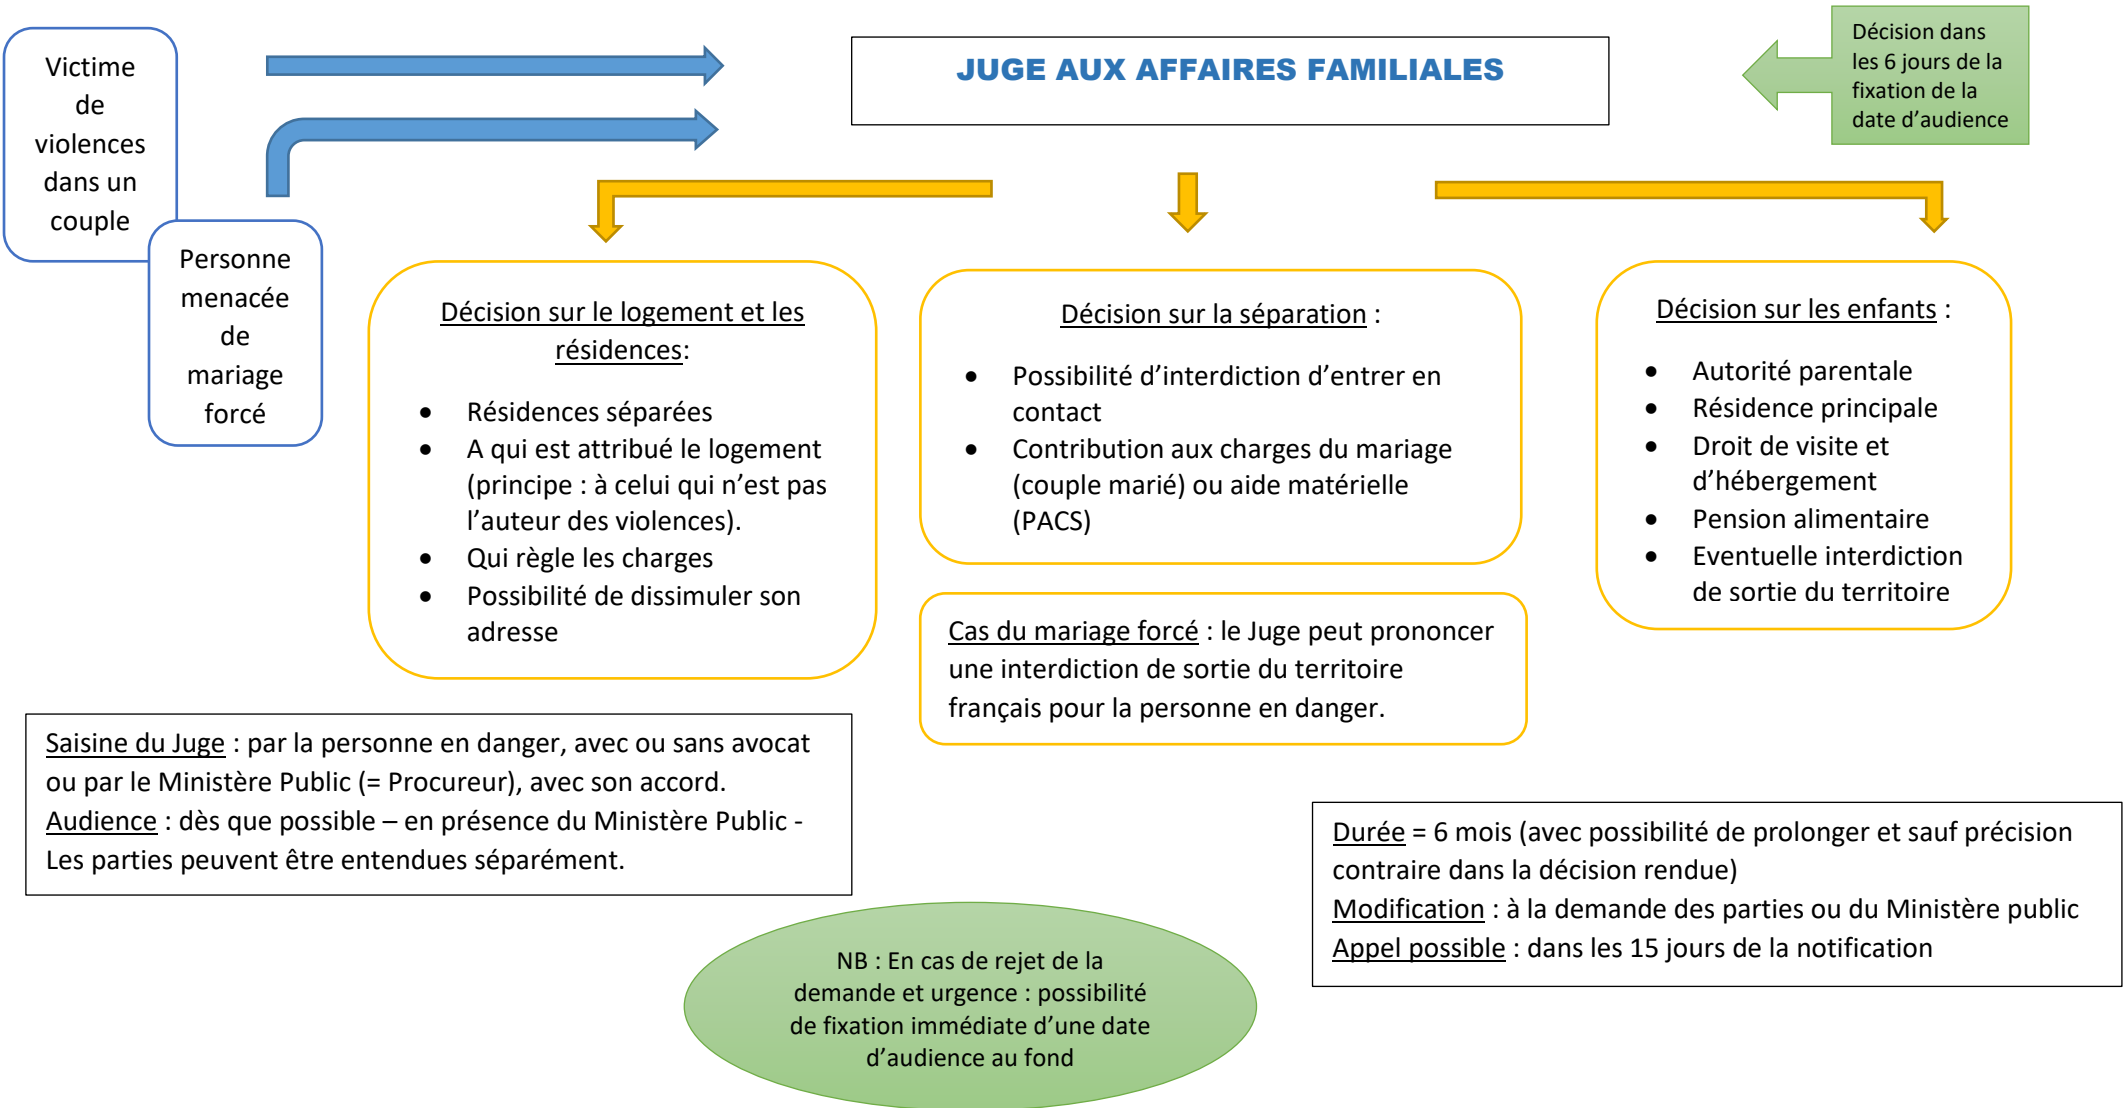 Victime
de
violences
dans un
couple
Personne
menacée
de
mariage
forcé
JUGE AUX AFFAIRES FAMILIALES
Décision dans
les 6 jours de la
fixation de la
date d’audience
Décision sur le logement et les
résidences:
• Résidences séparées
• A qui est attribué le logement
(principe : à celui qui n’est pas
l’auteur des violences).
• Qui règle les charges
• Possibilité de dissimuler son
adresse
Décision sur la séparation :
• Possibilité d’interdiction d’entrer en
contact
• Contribution aux charges du mariage
(couple marié) ou aide matérielle
(PACS)
Décision sur les enfants :
• Autorité parentale
• Résidence principale
• Droit de visite et
d’hébergement
• Pension alimentaire
• Eventuelle interdiction
de sortie du territoire
Cas du mariage forcé : le Juge peut prononcer
une interdiction de sortie du territoire
français pour la personne en danger.
Saisine du Juge : par la personne en danger, avec ou sans avocat
ou par le Ministère Public (= Procureur), avec son accord.
Audience : dès que possible – en présence du Ministère Public -
Les parties peuvent être entendues séparément.
Durée = 6 mois (avec possibilité de prolonger et sauf précision
contraire dans la décision rendue)
Modification : à la demande des parties ou du Ministère public
Appel possible : dans les 15 jours de la notification
NB : En cas de rejet de la
demande et urgence : possibilité
de fixation immédiate d’une date
d’audience au fond